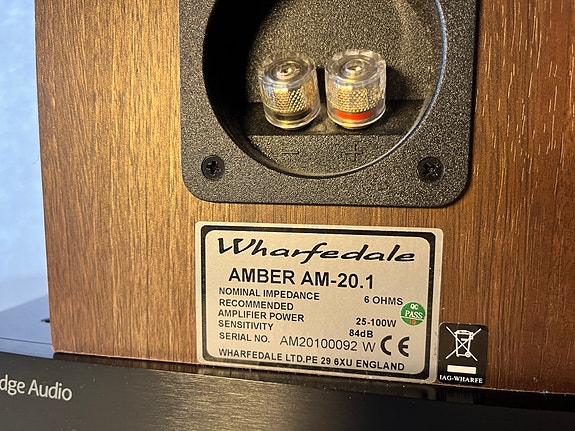 - +
Wharfedale
AMBER AM-20.1
NOMINAL IMPEDANCE 6 OHMS
RECOMMENDED
AMPLIFIER POWER 25-100W
SENSITIVITY 84dB
SERIAL NO. AM20100092 W CE
WHARFEDALE LTD.PE 29 6XU ENGLAND
QC
PASS
IAG-WHARFE
dge Audio